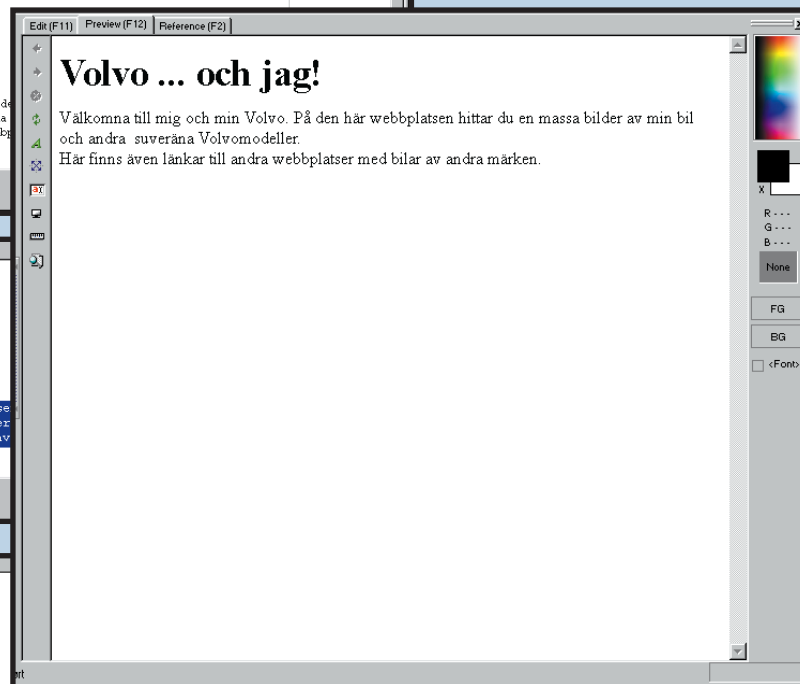 Edit (F11) Preview (F12) Reference (F2)
Volvo ... och jag!
Välkomna till mig och min Volvo. På den här webbplatsen hittar du en massa bilder av min bil
och andra  suveräna Volvomodeller.
Här finns även länkar till andra webbplatser med bilar av andra märken.
X
R - - -
G - - -
B - - -
None
FG
BG
<Font>